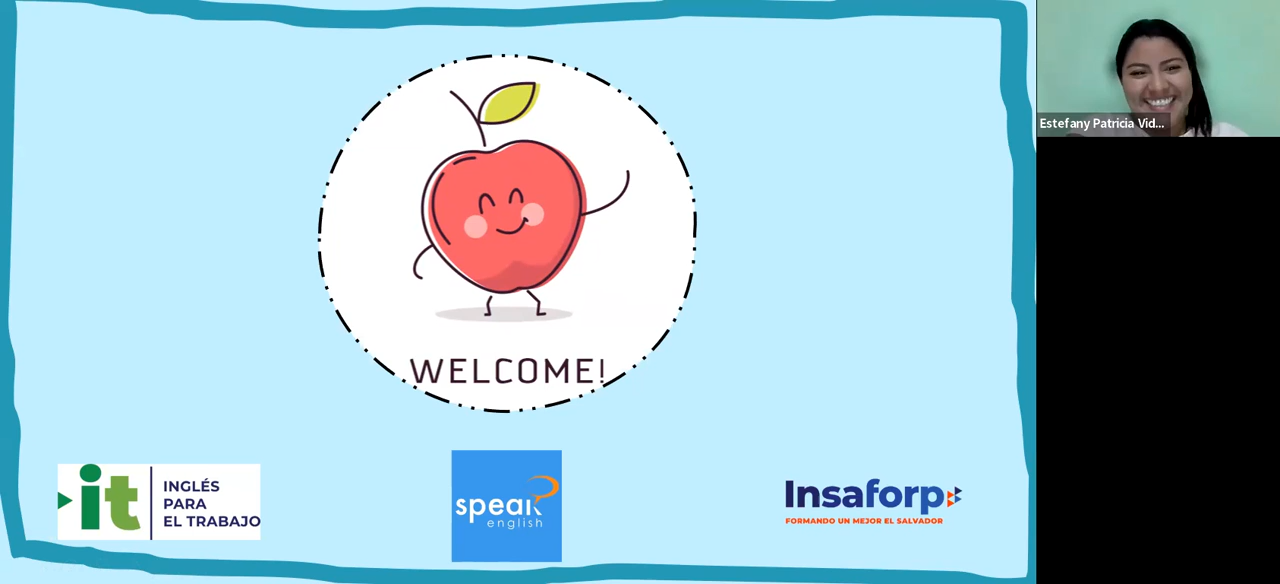 Estefany Patricia Vid...
WELCOME!
it
INGLÉS
PARA
EL TRABAJO
speak
english
Insaforp
FORMANDO UN MEJOR EL SALVADOR